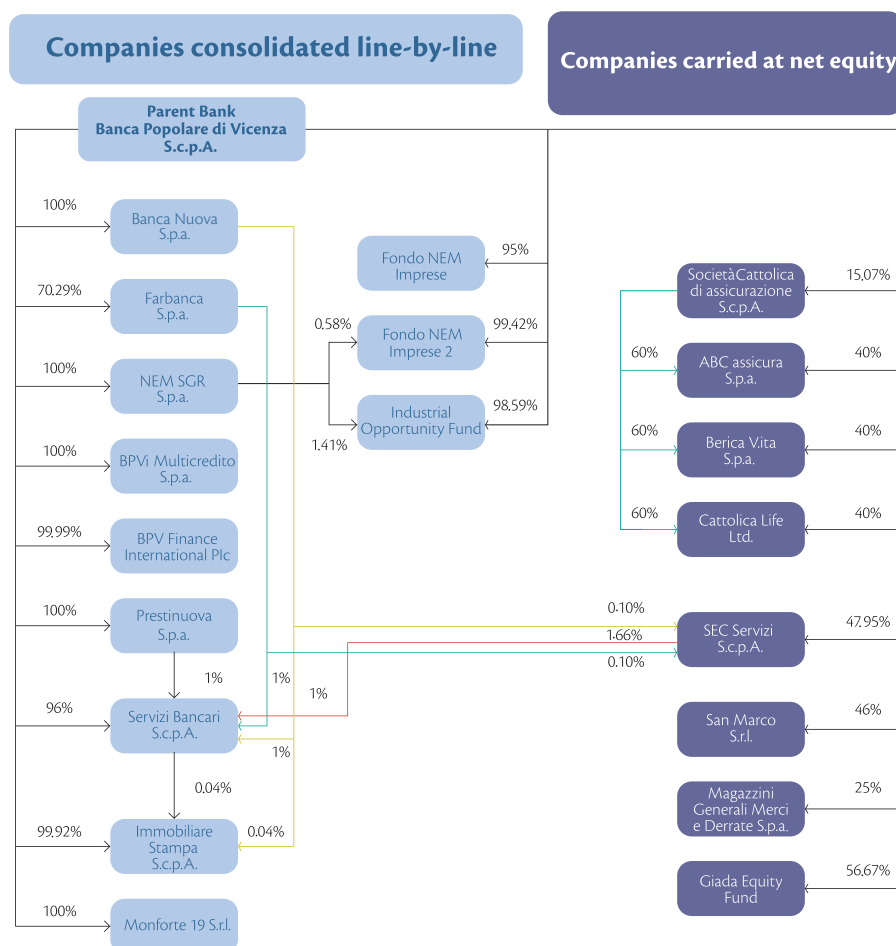 Companies consolidated line-by-line
Companies carried at net equity
Parent Bank
Banca Popolare di Vicenza
S.c.p.A.
100%
Banca Nuova
S.p.a.
70.29%
Farbanca
S.p.a.
100%
NEM SGR
S.p.a.
100%
BPVi Multicredito
S.p.a.
99.99%
BPV Finance
International Plc
100%
Prestinuova
S.p.a.
1%
1%
1%
96%
Servizi Bancari
S.c.p.A.
1%
0.04%
99.92%
Immobiliare
Stampa
S.c.p.A.
0.04%
100%
Monforte 19 S.r.l.
Fondo NEM
Imprese
95%
0.58%
Fondo NEM
Imprese 2
99.42%
1.41%
Industrial
Opportunity Fund
98.59%
SocietàCattolica
di assicurazione
S.c.p.A.
15.07%
60%
ABC assicura
S.p.a.
40%
60%
Berica V.ita
S.p.a.
40%
60%
Cattolica Life
Ltd.
40%
0.10%
1.66%
0.10%
SEC Servizi
S.c.p.A.
47.95%
San Marco
S.r.l.
46%
Magazzini
Generali Merci
e Derrate S.p.a.
25%
Giada Equity
Fund
56.67%